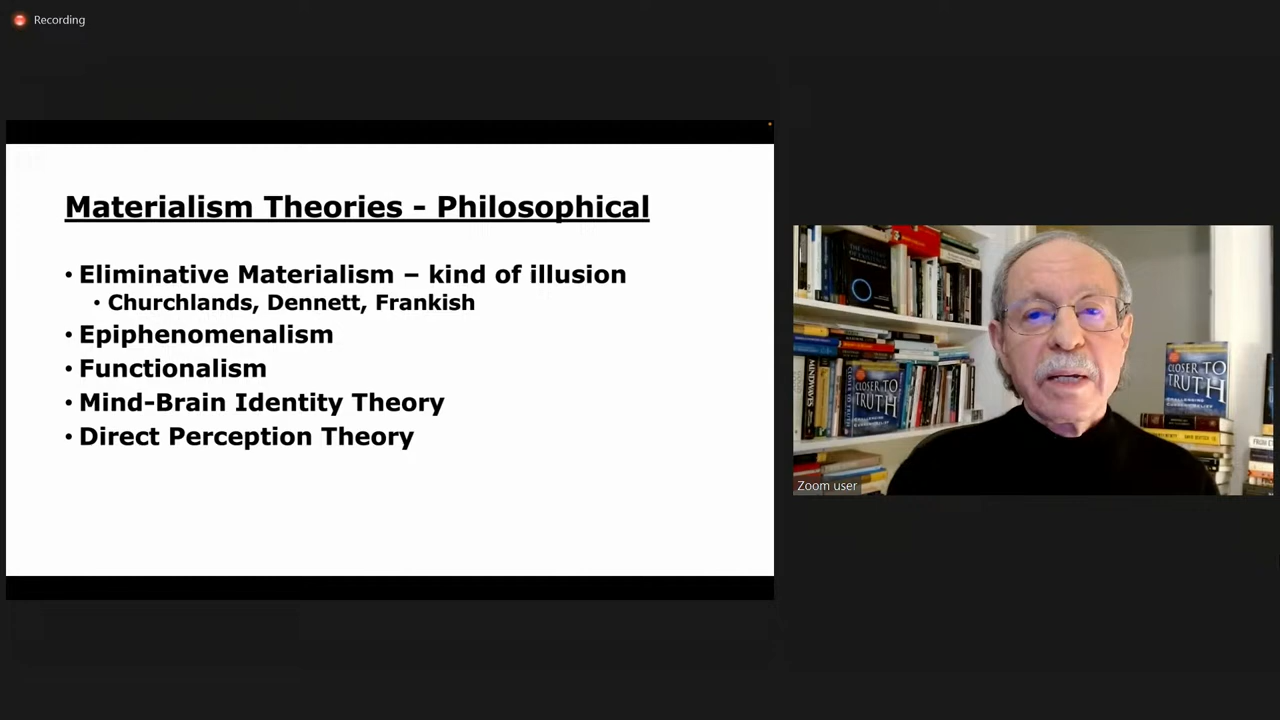 Recording
Materialism Theories - Philosophical
• Eliminative Materialism – kind of illusion
• Churchlands, Dennett, Frankish
• Epiphenomenalism
• Functionalism
• Mind-Brain Identity Theory
• Direct Perception Theory
CLOSER TO
TRUTH
MINDWAVES
CLOSER TO
TRUTH
Zoom user